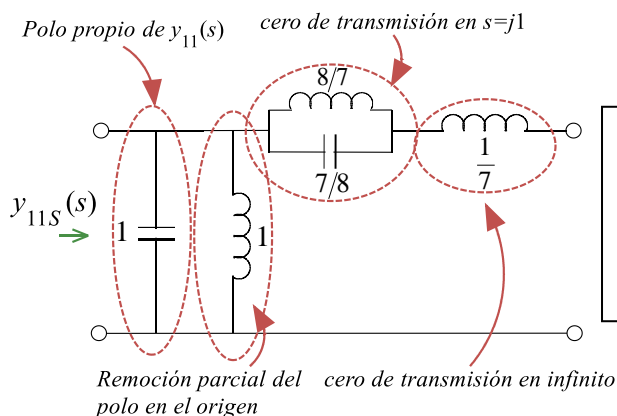 Polo propio de y₁₁(s)
cero de transmisión en s=j1
8/7
7/8
1/7
y₁₁S(s)
1
1
Remoción parcial del
polo en el origen
cero de transmisión en infinito